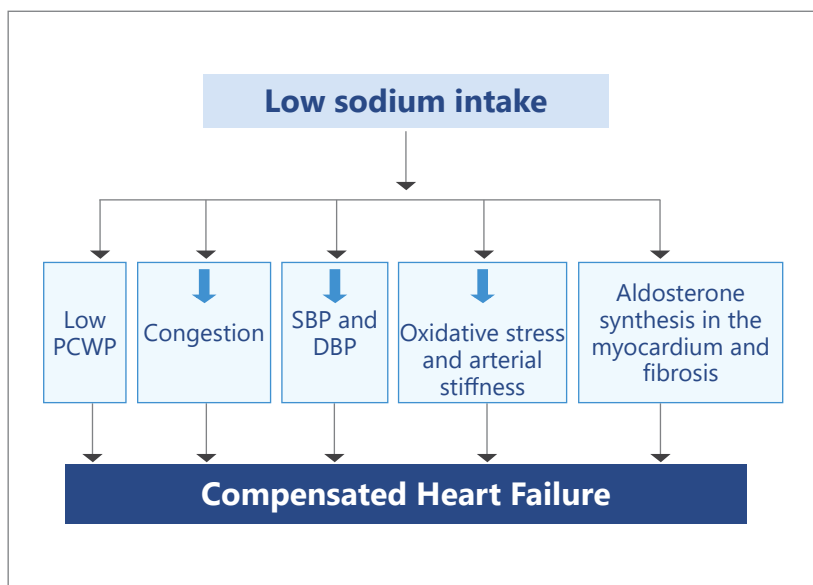 Low sodium intake
Low
PCWP
Congestion
SBP and
DBP
Oxidative stress
and arterial
stiffness
Aldosterone
synthesis in the
myocardium and
fibrosis
Compensated Heart Failure